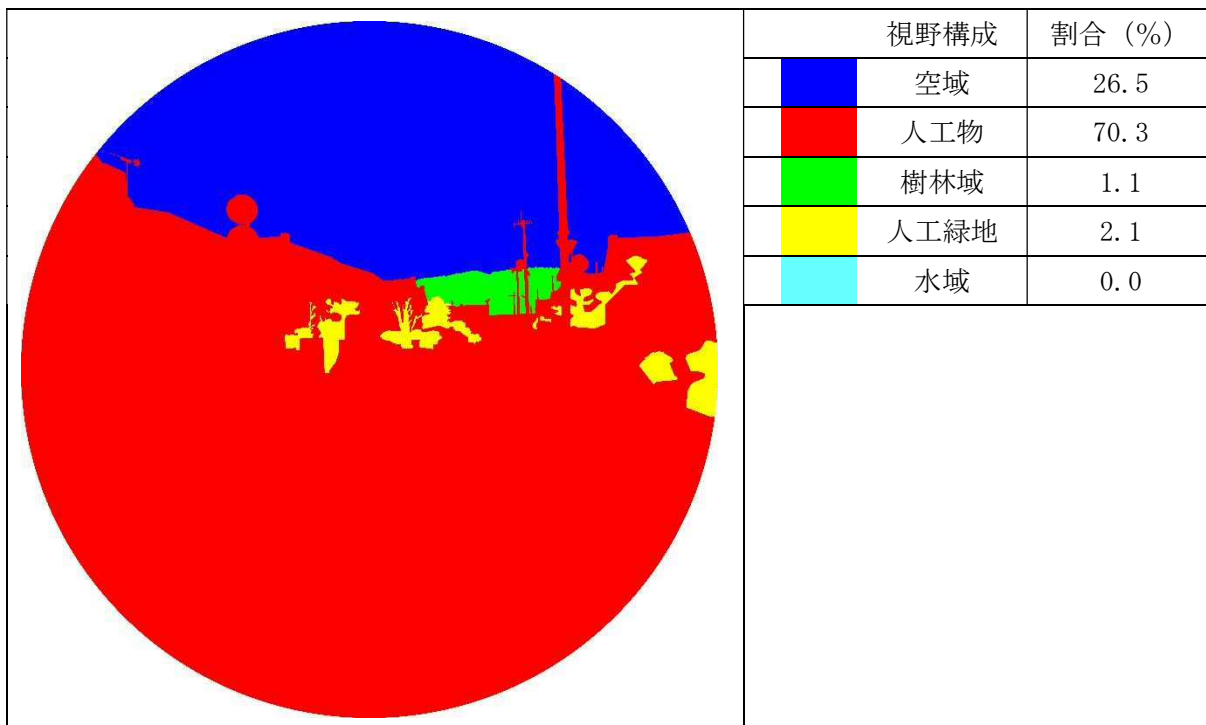 視野構成 割合 (%)
空域 26.5
人工物 70.3
樹林域 1.1
人工緑地 2.1
水域 0.0